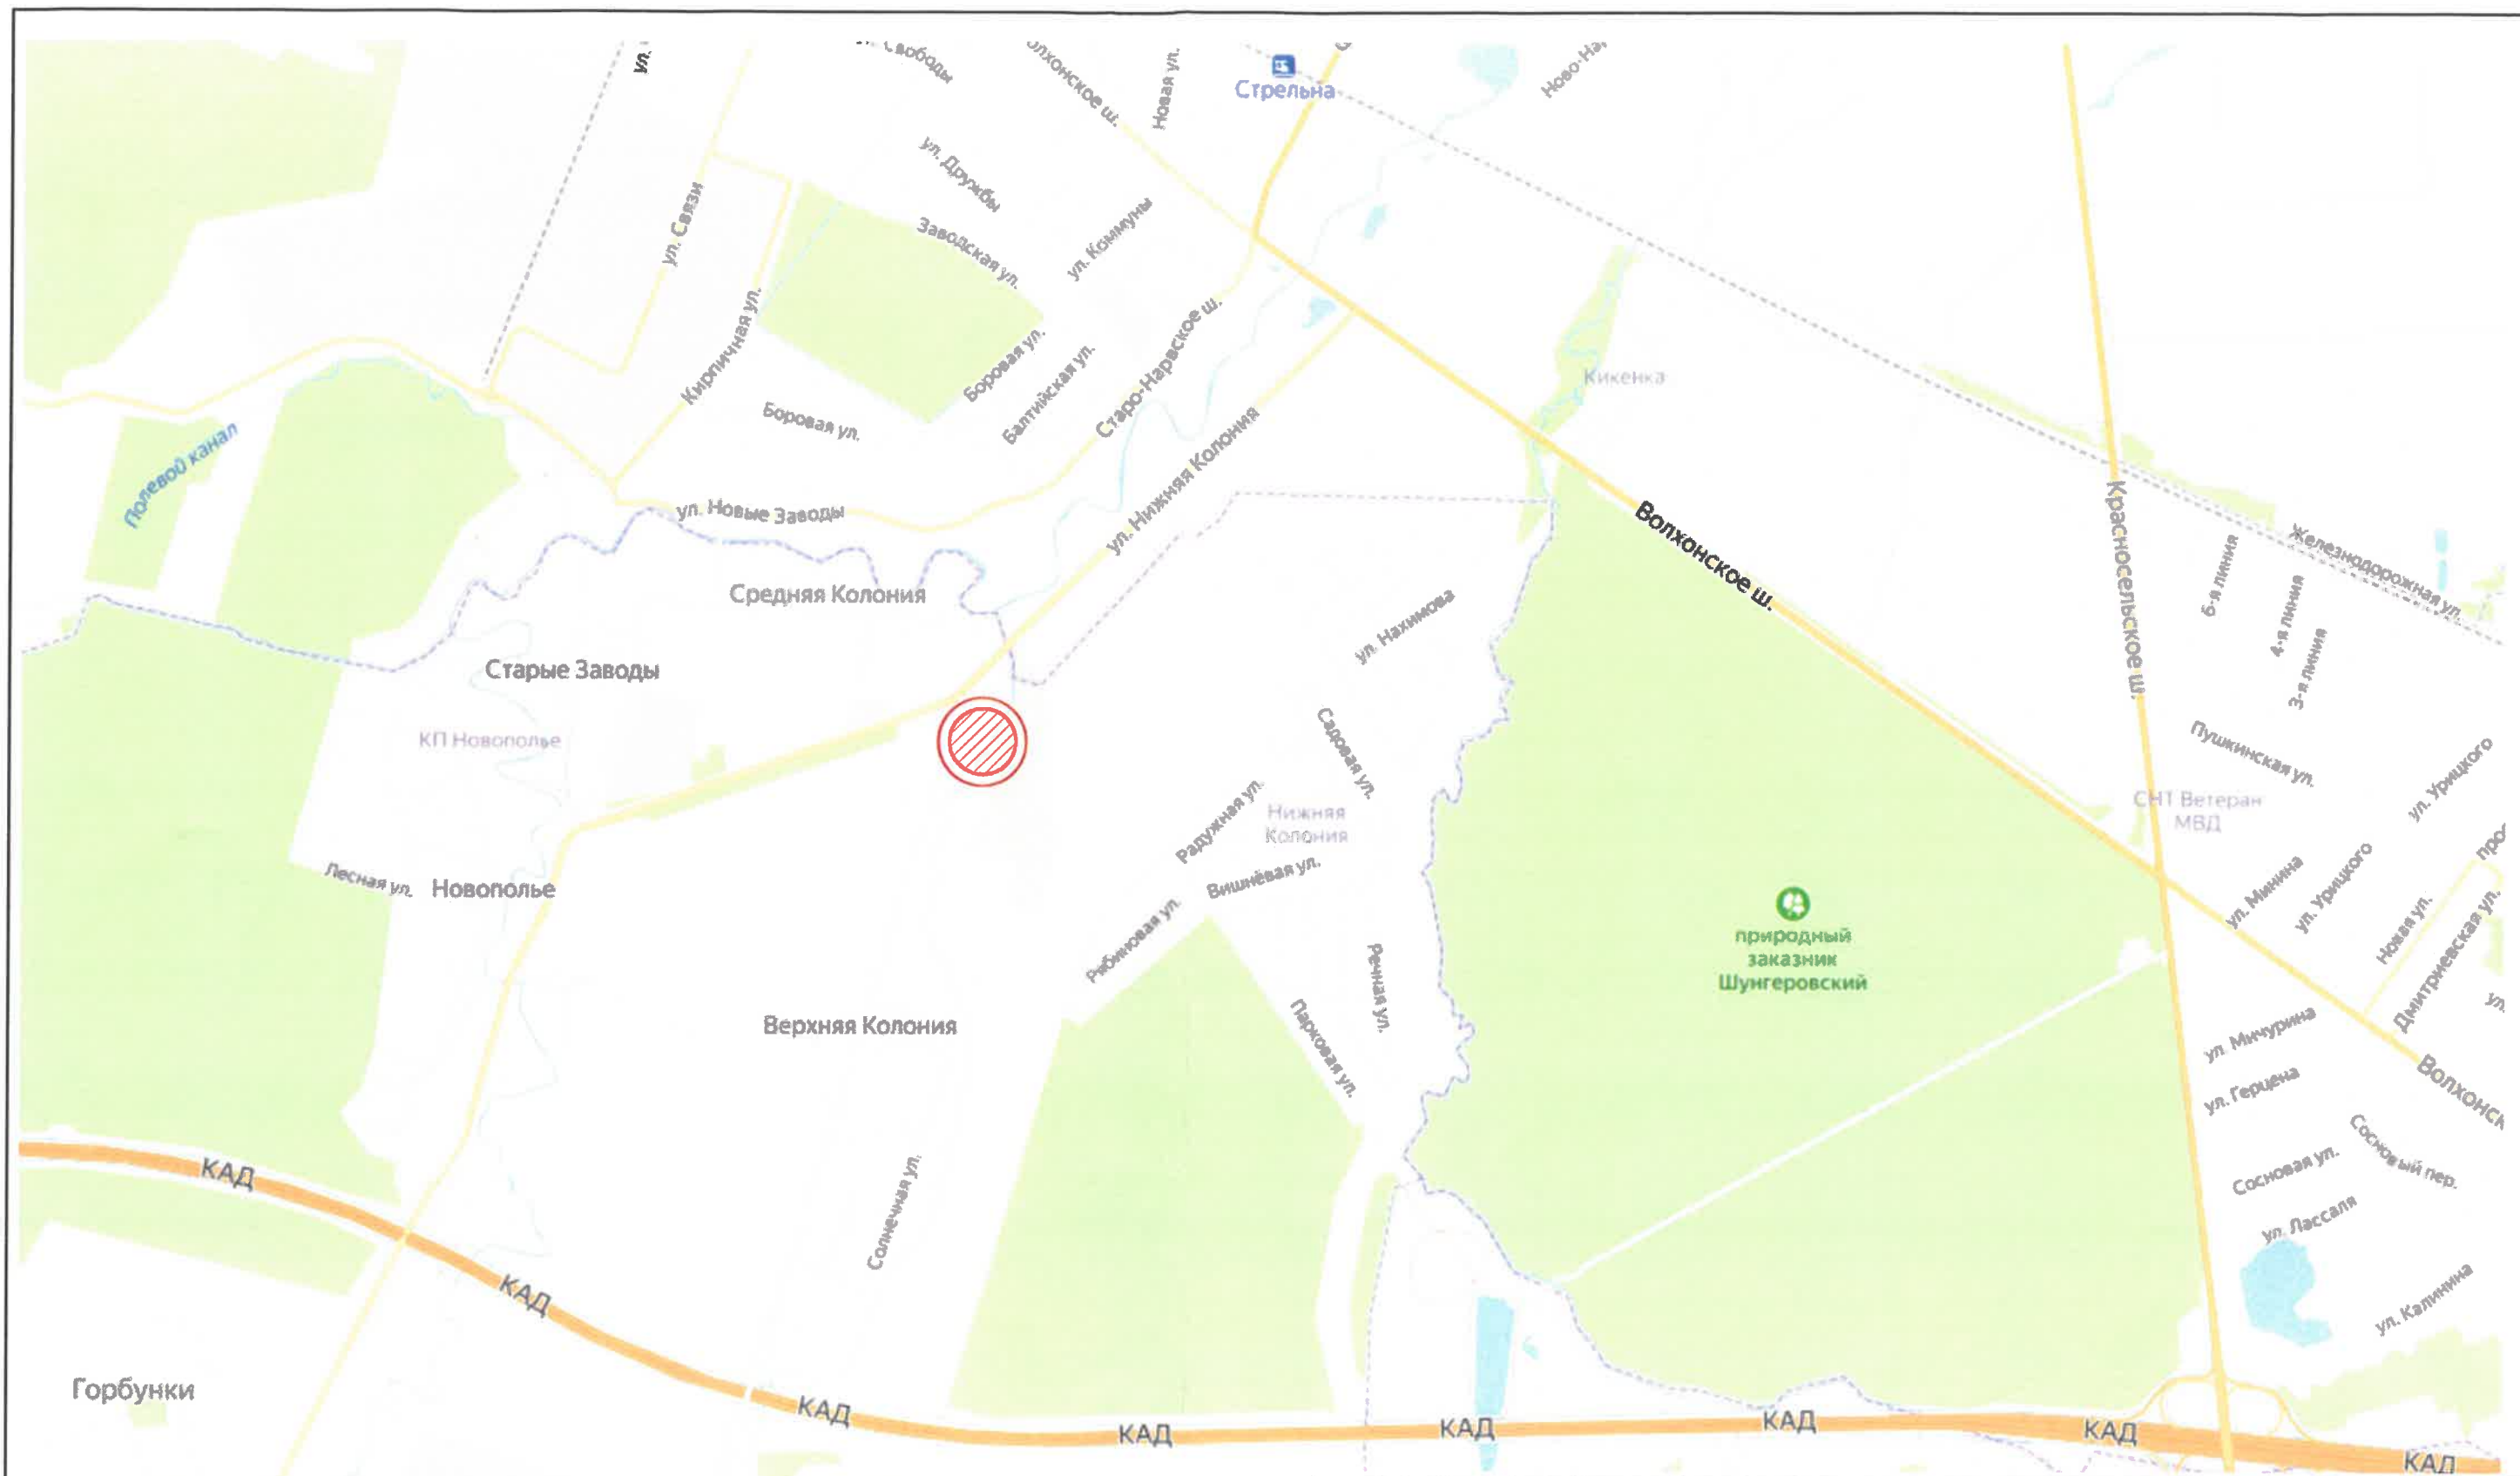 ул.
Свободы
Волхонское ш.
Новая ул.
Стрельна
ул. Дружбы
ул. Связи
Заводская ул.
ул. Коммуны
Кирпичная ул.
Боровая ул.
Боровая ул.
Балтийская ул.
Старо-Нарвское ш.
Кикенка
Полевой канал
ул. Новые Заводы
ул. Нижняя Колония
Волхонское ш.
Красносельское ш.
Железнодорожная ул.
6-я линия
4-я линия
3-я линия
Средняя Колония
ул. Нахимова
Старые Заводы
КП Новополье
Садовая ул.
Пушкинская ул.
ул. Урицкого
Радужная ул.
Нижняя
Колония
СНТ Ветеран
МВД
Лесная ул.
Новополье
Вишнёвая ул.
ул. Минина
ул. Урицкого
Новая ул.
Дмитриевская ул.
Рябиновая ул.
природный
заказник
Шунгеровский
Речная ул.
Верхняя Колония
Парковая ул.
ул. Мичурина
ул. Герцена
Волхонск
КАД
Солнечная ул.
Сосновая ул.
Сосновый пер.
ул. Лассаля
КАД
ул. Калинина
Горбунки
КАД
КАД
КАД
КАД
КАД
КАД